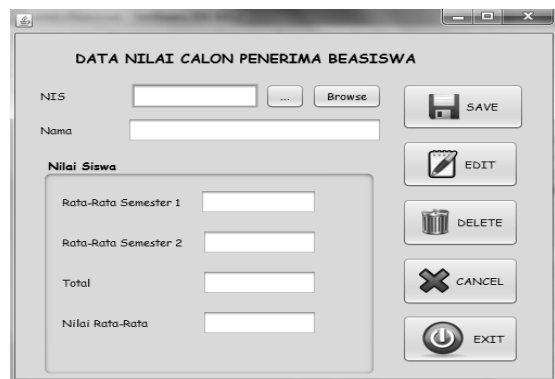 DATA NILAI CALON PENERIMA BEASISWA
NIS
...
Browse
Nama
Nilai Siswa
Rata-Rata Semester 1
Rata-Rata Semester 2
Total
Nilai Rata-Rata
SAVE
EDIT
DELETE
CANCEL
EXIT